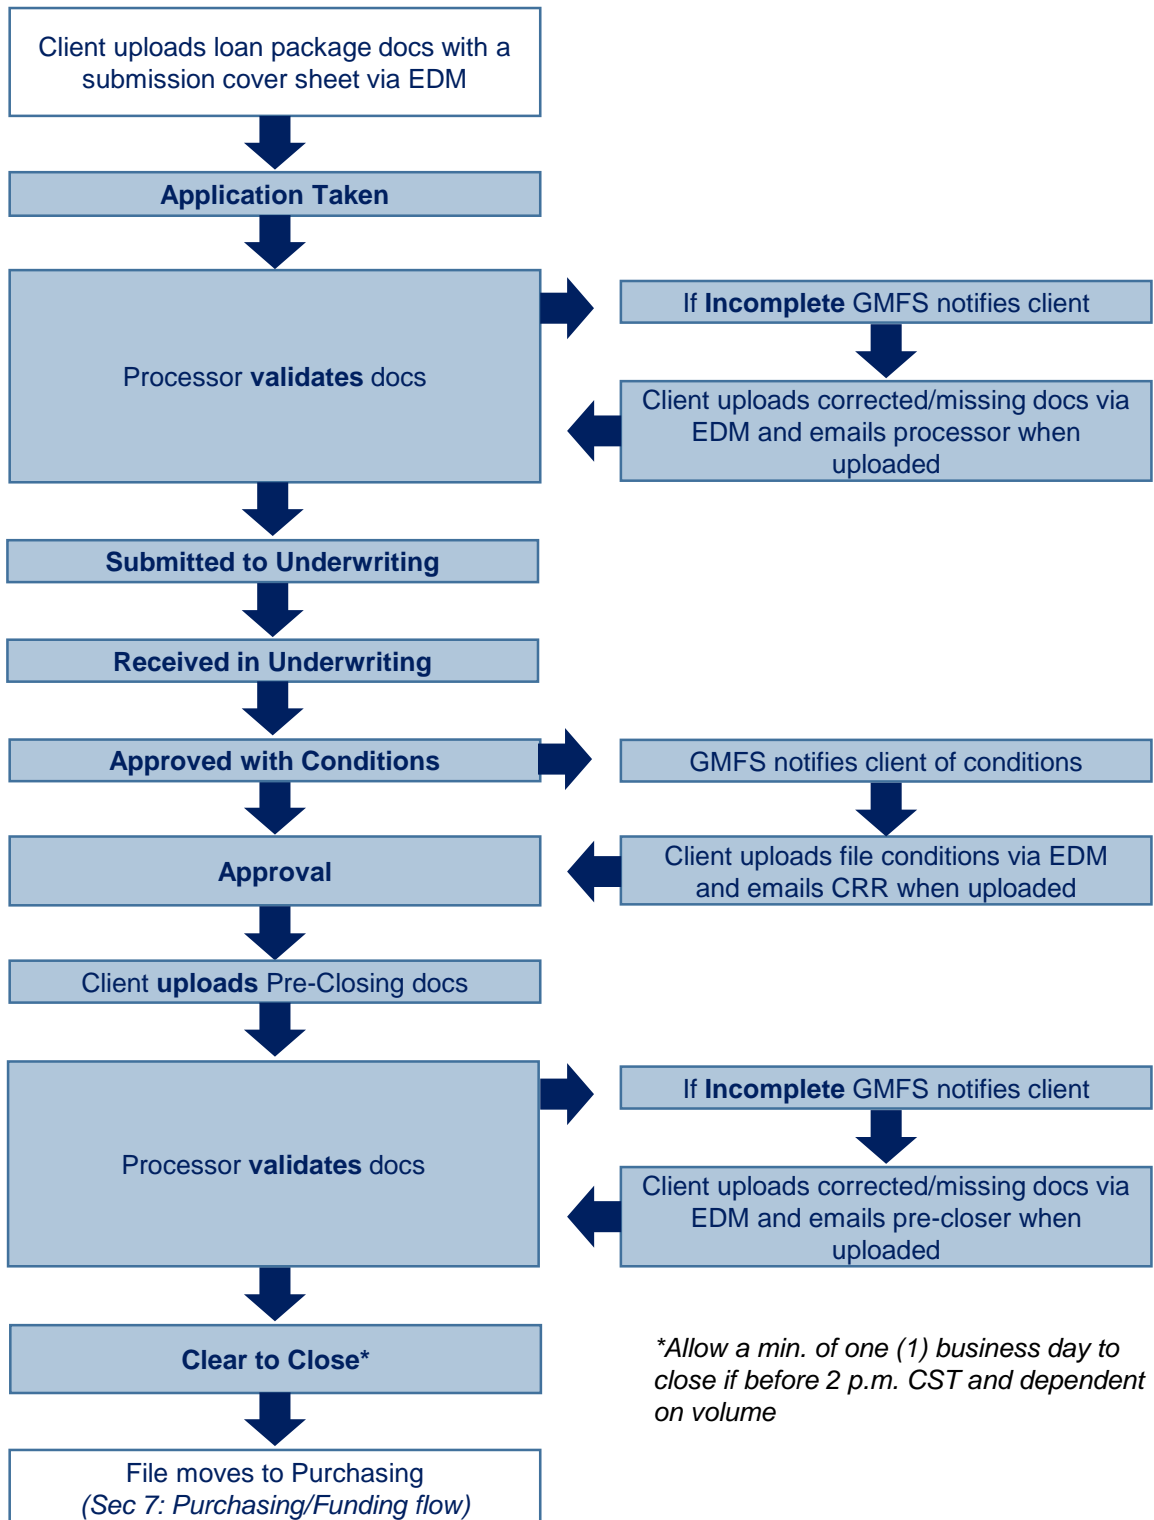 Client uploads loan package docs with a
submission cover sheet via EDM
Application Taken
Processor validates docs
If Incomplete GMFS notifies client
Client uploads corrected/missing docs via
EDM and emails processor when
uploaded
Submitted to Underwriting
Received in Underwriting
Approved with Conditions
GMFS notifies client of conditions
Client uploads file conditions via EDM
and emails CRR when uploaded
Approval
Client uploads Pre-Closing docs
Processor validates docs
If Incomplete GMFS notifies client
Client uploads corrected/missing docs via
EDM and emails pre-closer when
uploaded
Clear to Close*
*Allow a min. of one (1) business day to
close if before 2 p.m. CST and dependent
on volume
File moves to Purchasing
(Sec 7: Purchasing/Funding flow)